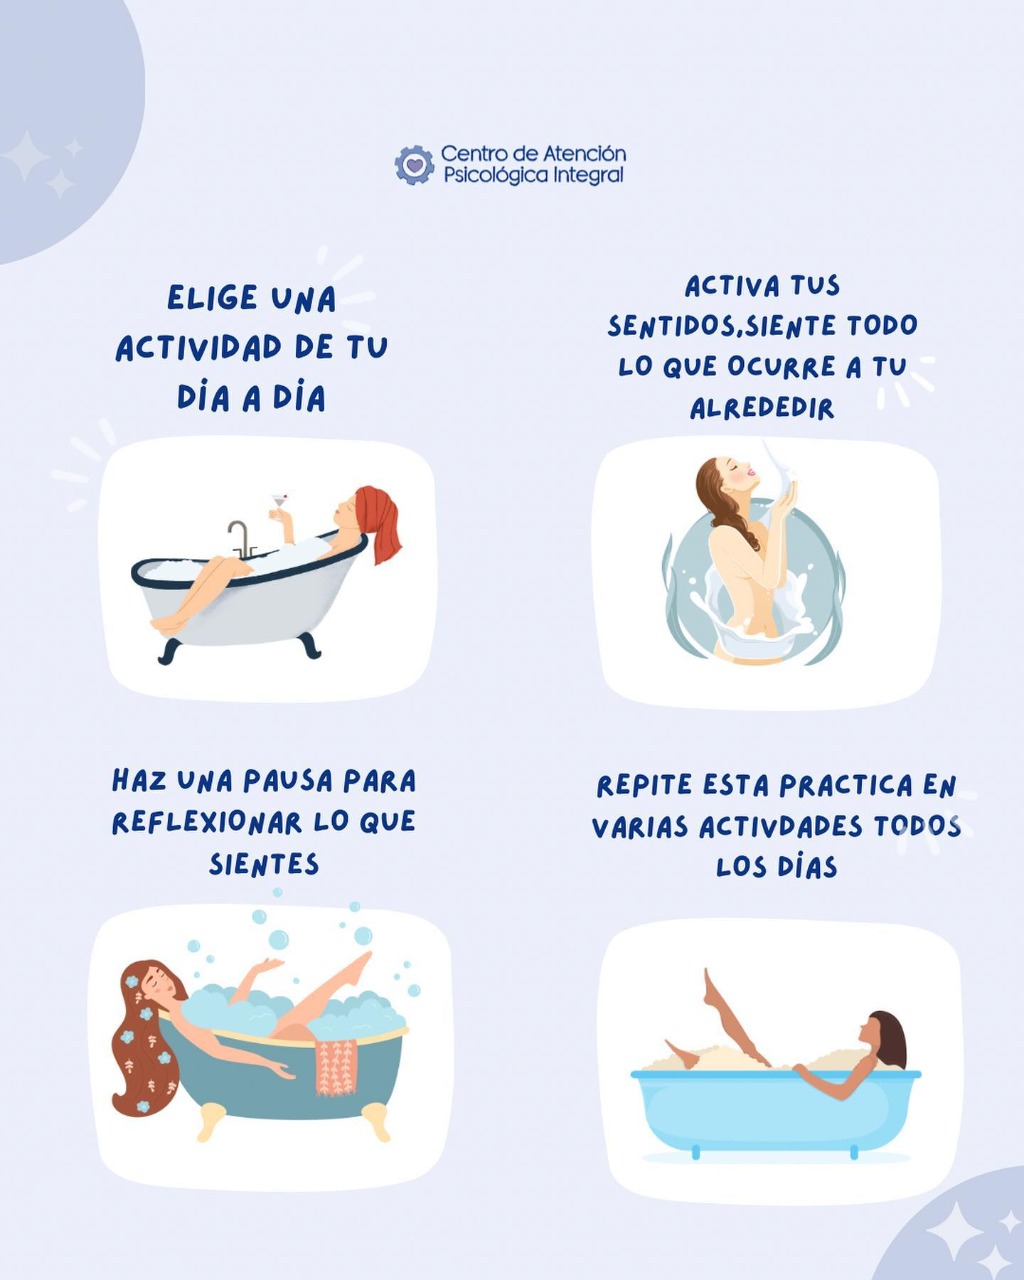 Centro de Atención
Psicológica Integral
ELIGE UNA
ACTIVIDAD DE TU
DÍA A DÍA
ACTIVA TUS
SENTIDOS,SIENTE TODO
LO QUE OCURRE A TU
ALREDEDIR
HAZ UNA PAUSA PARA
REFLEXIONAR LO QUE
SIENTES
REPITE ESTA PRACTICA EN
VARIAS ACTIVDADES TODOS
LOS DÍAS